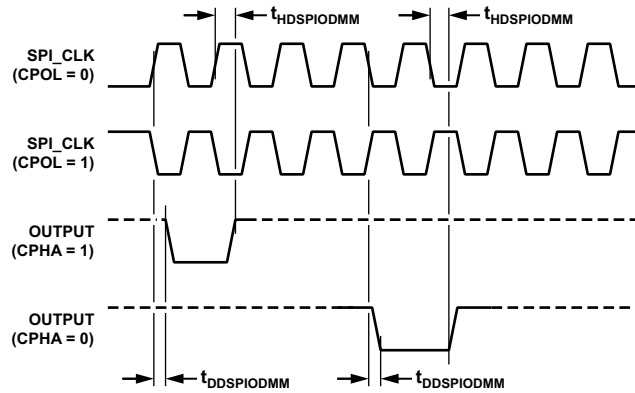 tHDSPIODMM
tHDSPIODMM
SPI_CLK
(CPOL = 0)
SPI_CLK
(CPOL = 1)
OUTPUT
(CPHA = 1)
OUTPUT
(CPHA = 0)
tDDSPIODMM
tDDSPIODMM